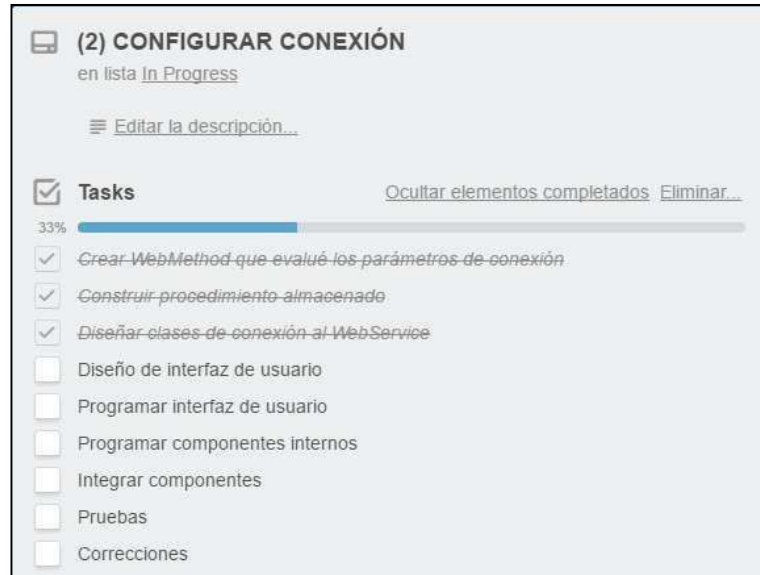 (2) CONFIGURAR CONEXIÓN
en lista In Progress
Editar la descripción...
Tasks Ocultar elementos completados Eliminar...
33%
Crear WebMethod que evalué los parámetros de conexión
Construir procedimiento almacenado
Diseñar clases de conexión al WebService
Diseño de interfaz de usuario
Programar interfaz de usuario
Programar componentes internos
Integrar componentes
Pruebas
Correcciones